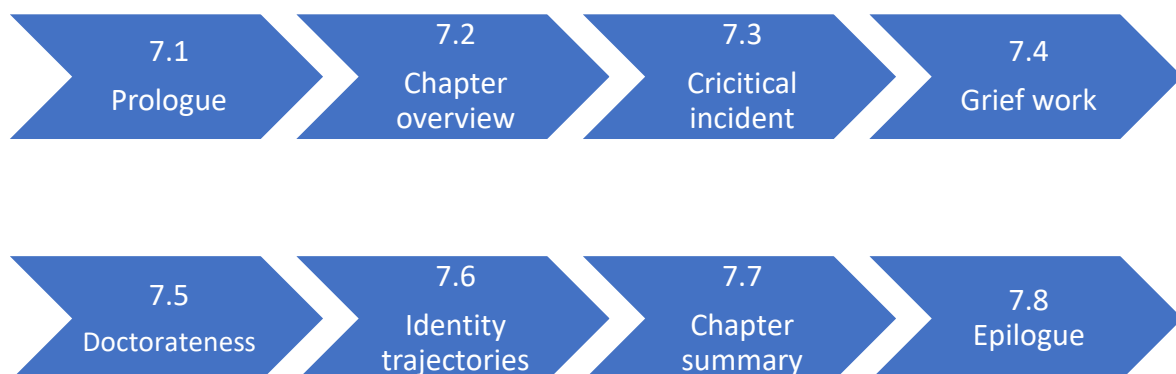 7.1
Prologue
7.2
Chapter
overview
7.3
Cricitical
incident
7.4
Grief work
7.5
Doctorateness
7.6
Identity
trajectories
7.7
Chapter
summary
7.8
Epilogue